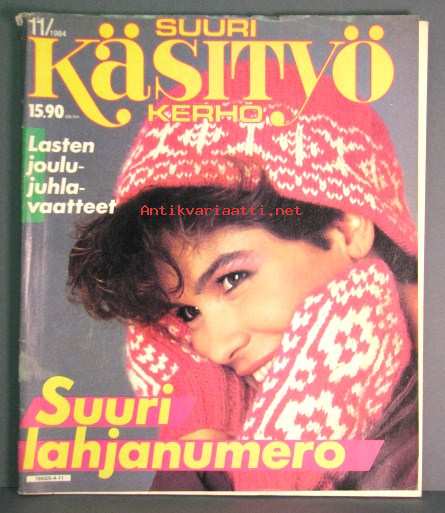 11/1984
SUURI
KÄSITYÖ
15.90
KERHO
Lasten
joulu-
juhla-
vaatteet
Antikvariaatti.net
Suuri
lahjanumero